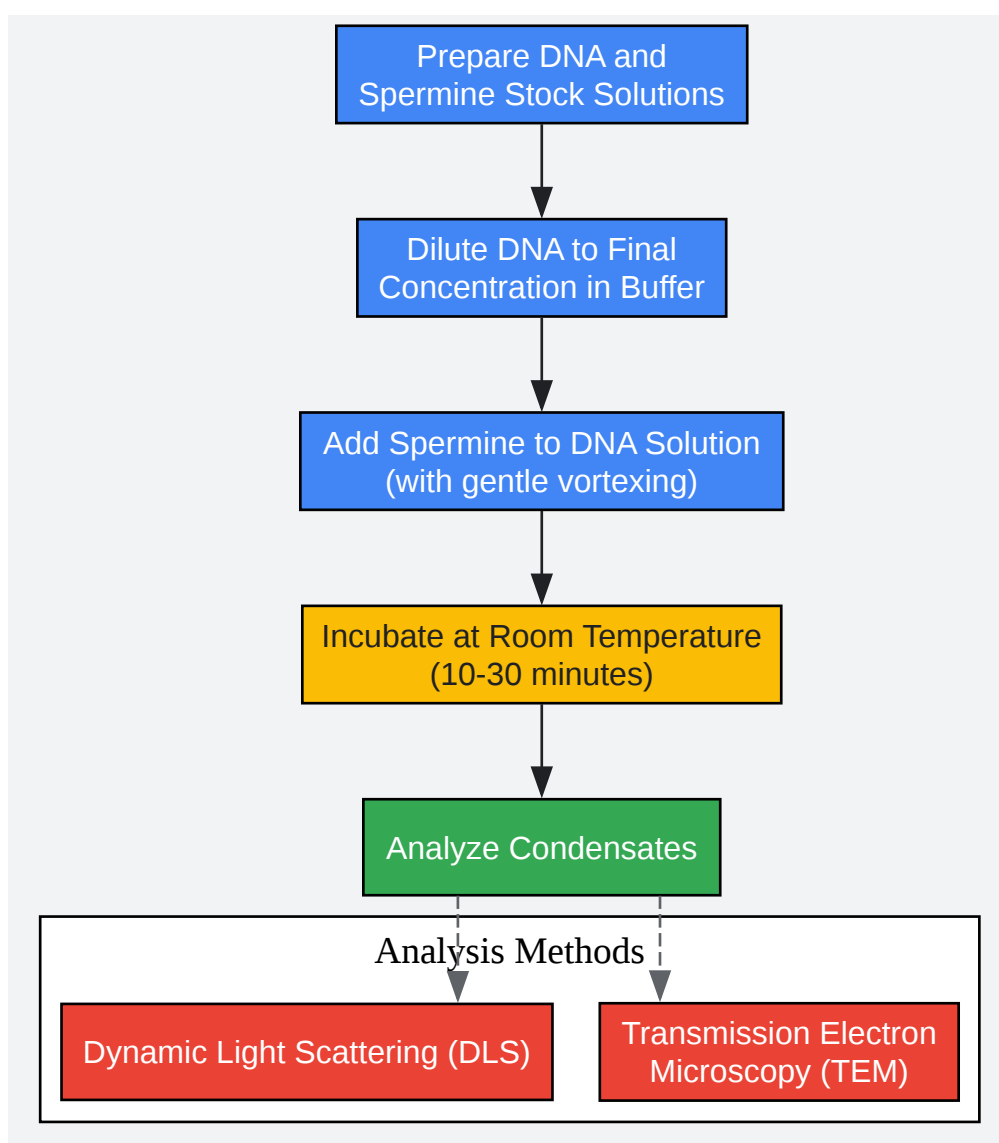 Prepare DNA and
Spermine Stock Solutions
Dilute DNA to Final
Concentration in Buffer
Add Spermine to DNA Solution
(with gentle vortexing)
Incubate at Room Temperature
(10-30 minutes)
Analyze Condensates
Analysis Methods
Dynamic Light Scattering (DLS)
Transmission Electron
Microscopy (TEM)